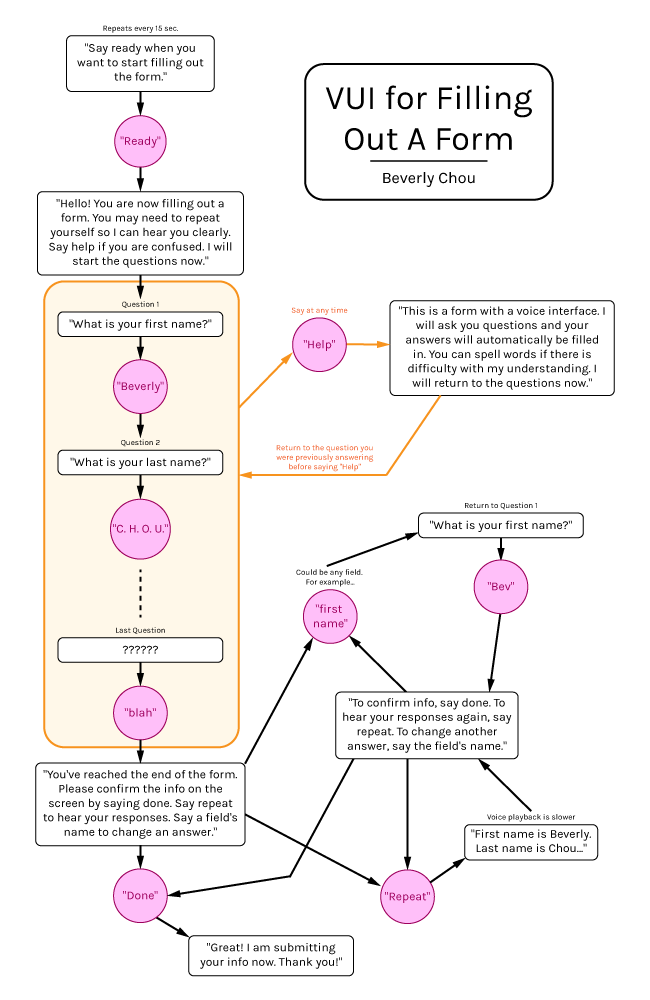 Repeats every 15 sec.
"Say ready when you
want to start filling out
the form."
"Ready"
"Hello! You are now filling out a
form. You may need to repeat
yourself so I can hear you clearly.
Say help if you are confused. I will
start the questions now."
VUI for Filling
Out A Form
Beverly Chou
Question 1
"What is your first name?"
"Beverly"
Question 2
"What is your last name?"
"C. H. O. U."
Last Question
??????
"blah"
Say at any time
"Help"
"This is a form with a voice interface. I
will ask you questions and your
answers will automatically be filled
in. You can spell words if there is
difficulty with my understanding. I
will return to the questions now."
Return to the question you
were previously answering
before saying "Help"
Return to Question 1
"What is your first name?"
"Bev"
Could be any field.
For example...
"first
name"
"To confirm info, say done. To
hear your responses again, say
repeat. To change another
answer, say the field's name."
"You've reached the end of the form.
Please confirm the info on the
screen by saying done. Say repeat
to hear your responses. Say a field's
name to change an answer."
Voice playback is slower
"First name is Beverly.
Last name is Chou..."
"Done"
"Repeat"
"Great! I am submitting
your info now. Thank you!"